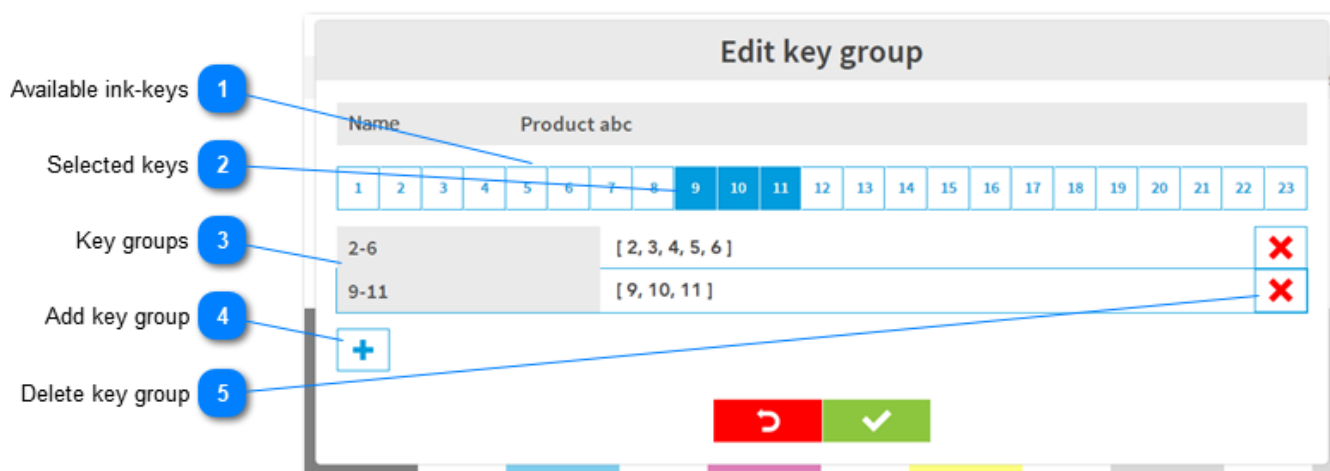 Edit key group
Available ink-keys 1
Name Product abc
Selected keys 2
1 2 3 4 5 6 7 8 9 10 11 12 13 14 15 16 17 18 19 20 21 22 23
Key groups 3
2-6 [ 2, 3, 4, 5, 6 ]
9-11 [ 9, 10, 11 ]
Add key group 4
Delete key group 5